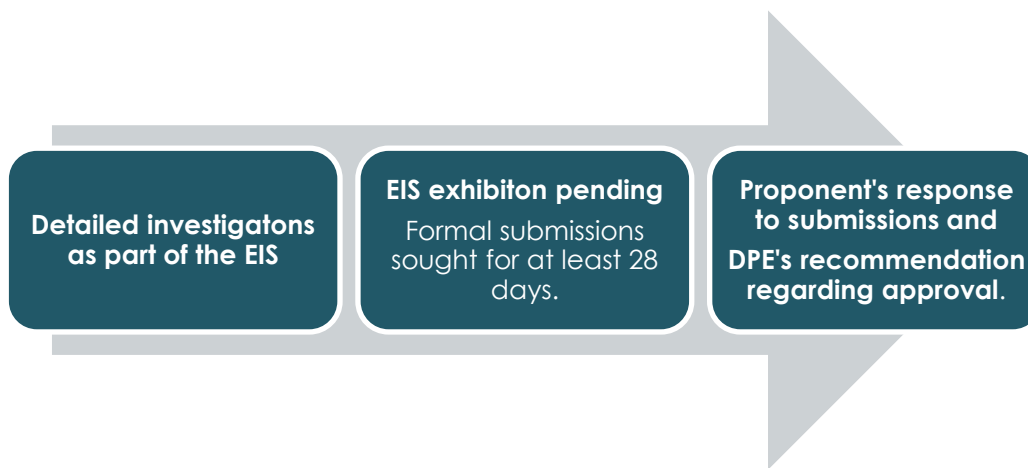 Detailed investigatons
as part of the EIS
EIS exhibiton pending
Formal submissions
sought for at least 28
days.
Proponent's response
to submissions and
DPE's recommendation
regarding approval.